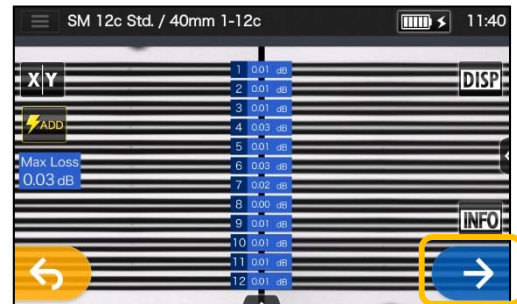 SM 12c Std. / 40mm 1-12c
11:40
X Y
DISP
ADD
Max Loss
0.03 dB
1 0.01 dB
2 0.01 dB
3 0.01 dB
4 0.03 dB
5 0.01 dB
6 0.03 dB
7 0.02 dB
8 0.00 dB
9 0.01 dB
10 0.01 dB
11 0.01 dB
12 0.01 dB
INFO